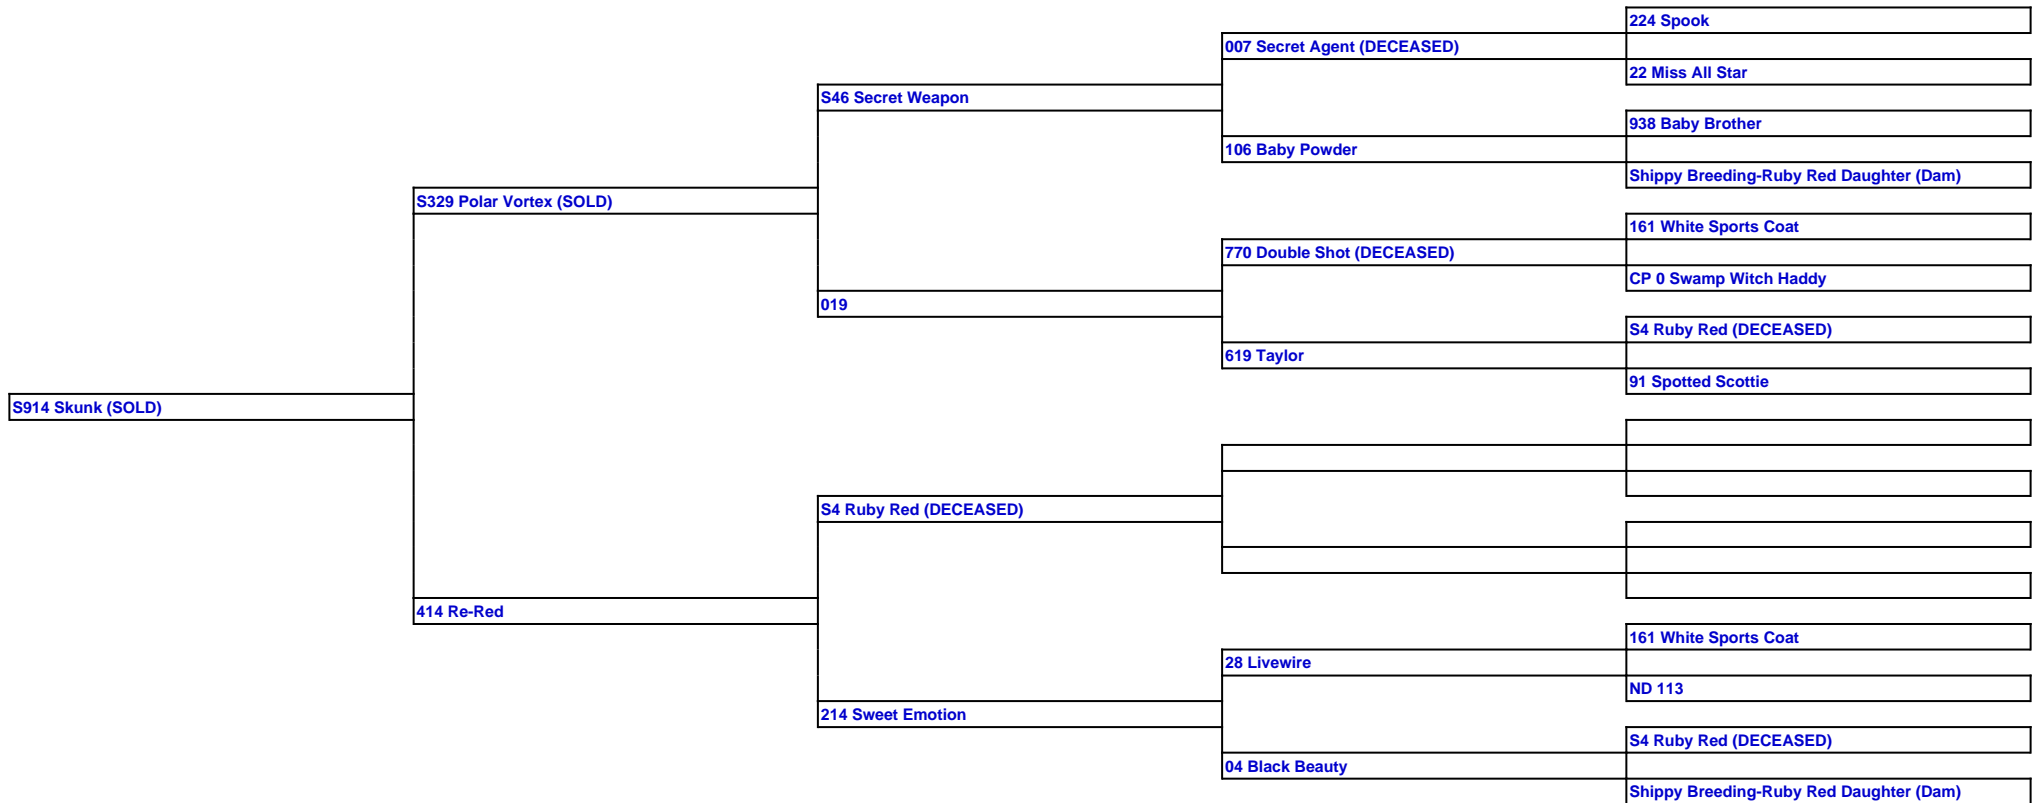 224 Spook
007 Secret Agent (DECEASED)
22 Miss All Star
S46 Secret Weapon
938 Baby Brother
106 Baby Powder
Shippy Breeding-Ruby Red Daughter (Dam)
S329 Polar Vortex (SOLD)
161 White Sports Coat
770 Double Shot (DECEASED)
CP 0 Swamp Witch Haddy
019
S4 Ruby Red (DECEASED)
619 Taylor
91 Spotted Scottie
S914 Skunk (SOLD)
S4 Ruby Red (DECEASED)
414 Re-Red
161 White Sports Coat
28 Livewire
ND 113
214 Sweet Emotion
S4 Ruby Red (DECEASED)
04 Black Beauty
Shippy Breeding-Ruby Red Daughter (Dam)